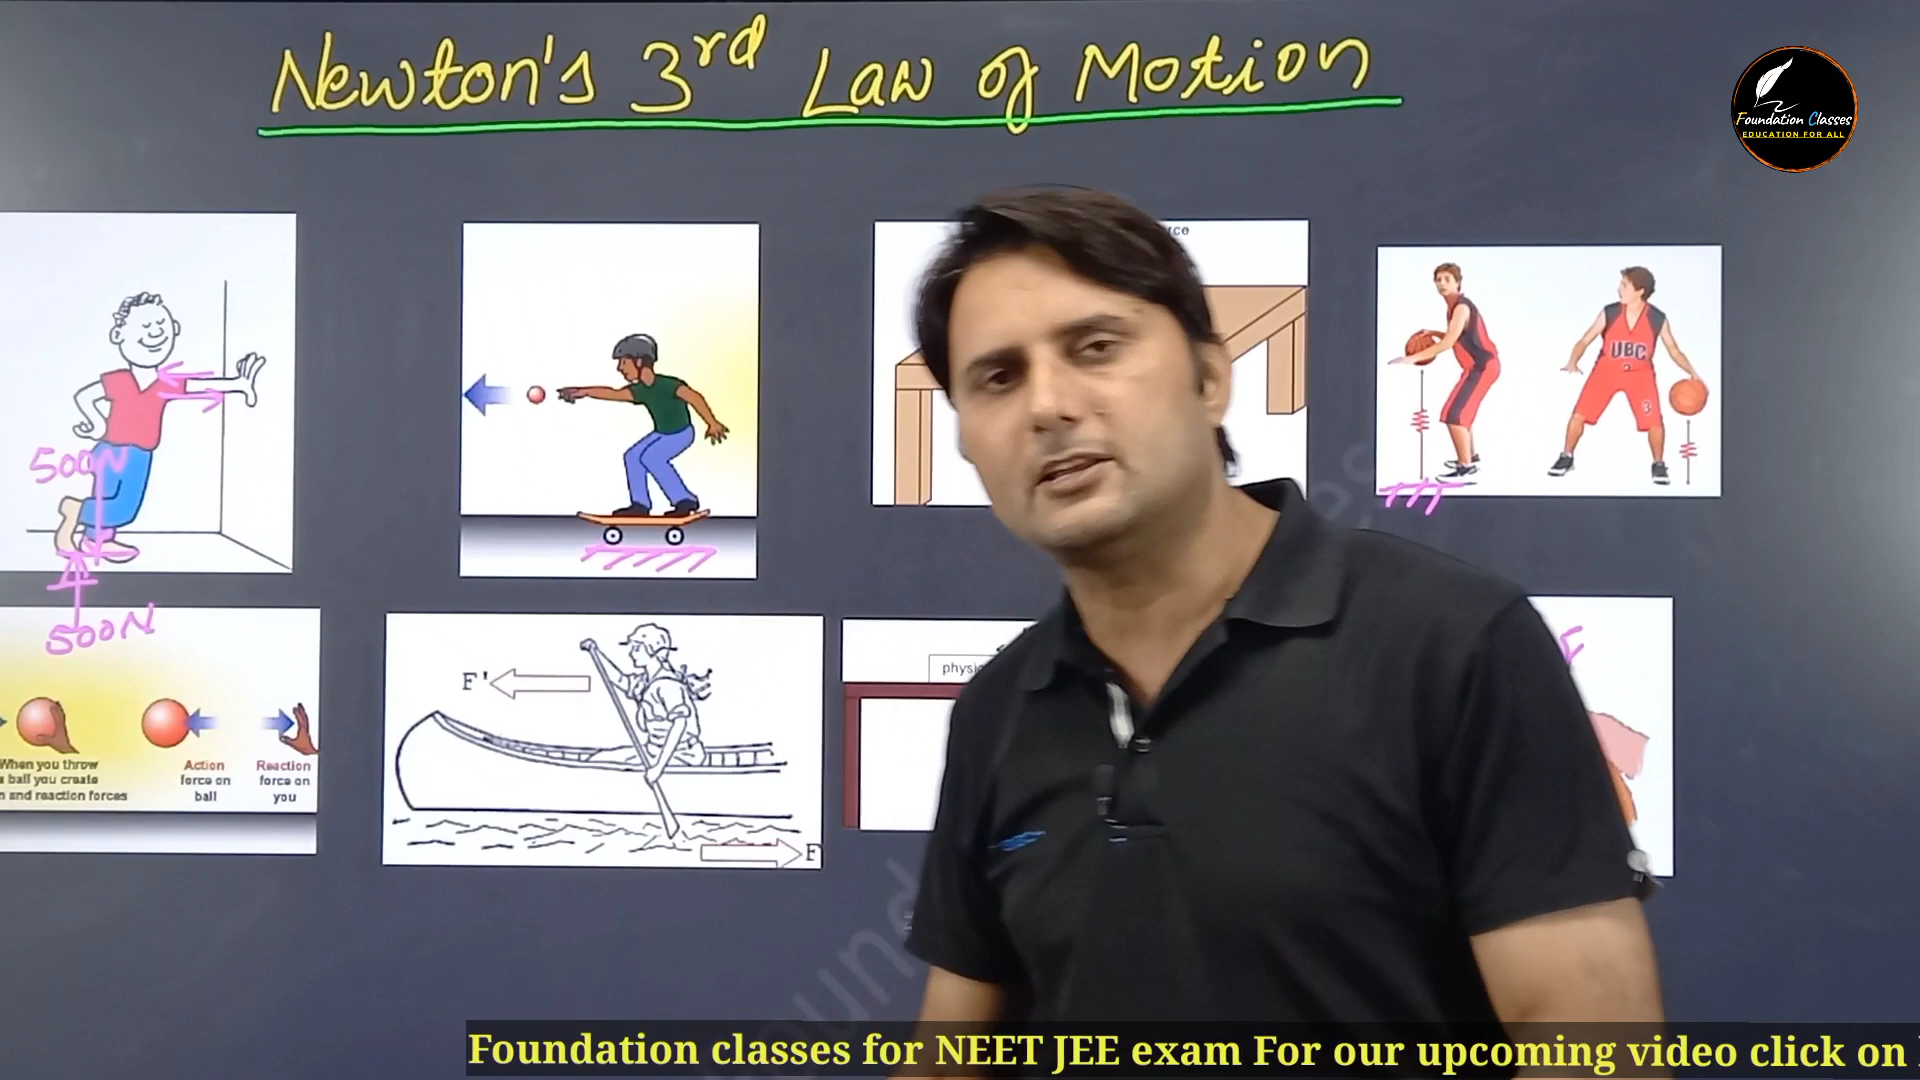 Newton's 3rd Law of Motion
Foundation Classes
EDUCATION FOR ALL
rce
UBC
3
500N
500N
F'
F
physi
F
When you throw
a ball you create
n and reaction forces
Action
force on
ball
Reaction
force on
you
Foundation classes for NEET JEE exam For our upcoming video click on